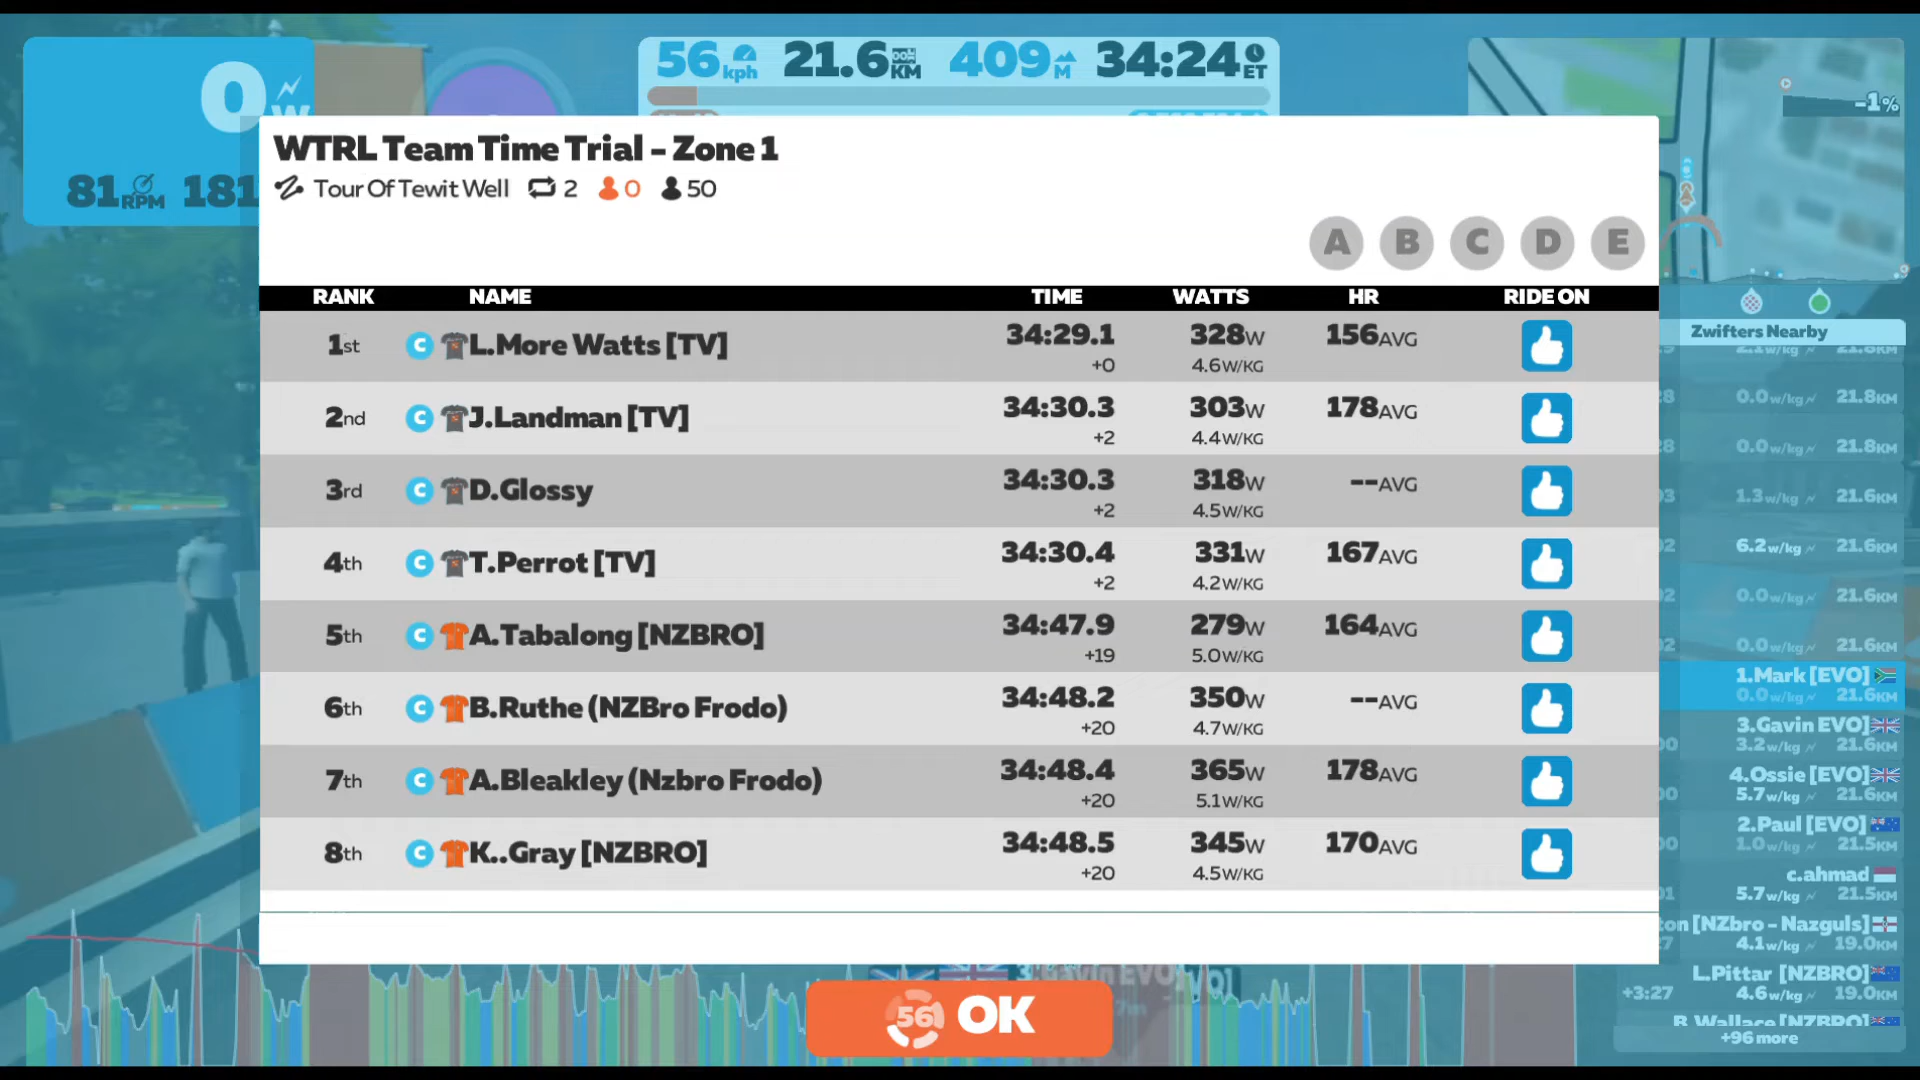 0w
81RPM 181
56kph 21.6KM 409M 34:24ET
-1%
WTRL Team Time Trial – Zone 1
Tour Of Tewit Well 2 0 50
A B C D E
RANK NAME TIME WATTS HR RIDE ON
1st C L.More Watts [TV] 34:29.1 328W 156AVG
+0 4.6W/KG
2nd C J.Landman [TV] 34:30.3 303W 178AVG
+2 4.4W/KG
3rd C D.Glossy 34:30.3 318W --AVG
+2 4.5W/KG
4th C T.Perrot [TV] 34:30.4 331W 167AVG
+2 4.2W/KG
5th C A.Tabalong [NZBRO] 34:47.9 279W 164AVG
+19 5.0W/KG
6th C B.Ruthe (NZBro Frodo) 34:48.2 350W --AVG
+20 4.7W/KG
7th C A.Bleakley (Nzbro Frodo) 34:48.4 365W 178AVG
+20 5.1W/KG
8th C K..Gray [NZBRO] 34:48.5 345W 170AVG
+20 4.5W/KG
56 OK
3.Gavin EVO]
Zwifters Nearby
0.0w/kg 21.8KM
0.0w/kg 21.8KM
1.3w/kg 21.6KM
6.2w/kg 21.6KM
0.0w/kg 21.6KM
0.0w/kg 21.6KM
1.Mark [EVO]
0.0w/kg 21.6KM
3.Gavin EVO]
3.2w/kg 21.6KM
4.Ossie [EVO]
5.7w/kg 21.6KM
2.Paul [EVO]
1.0w/kg 21.5KM
c.ahmad
5.7w/kg 21.5KM
ton [NZbro – Nazguls]
4.1w/kg 19.0KM
L.Pittar [NZBRO]
+3:27 4.6w/kg 19.0KM
B.Wallace [NZBRO]
+96 more